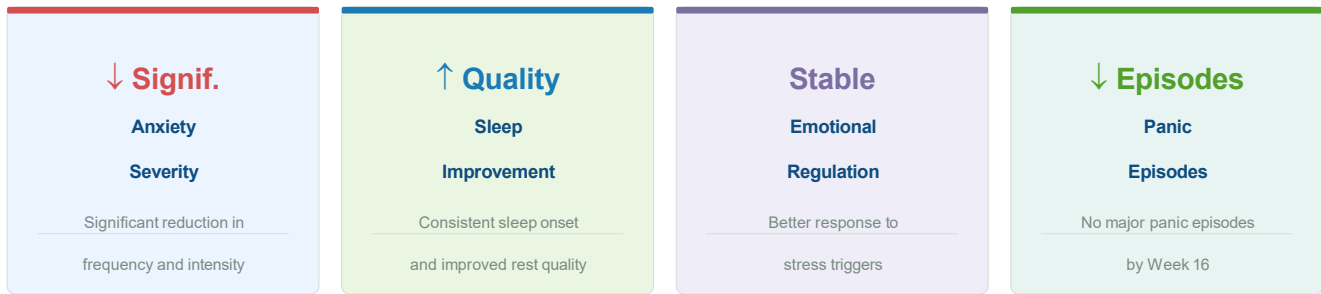 ↓ Signif.
Anxiety
Severity
Significant reduction in
frequency and intensity
↑ Quality
Sleep
Improvement
Consistent sleep onset
and improved rest quality
Stable
Emotional
Regulation
Better response to
stress triggers
↓ Episodes
Panic
Episodes
No major panic episodes
by Week 16